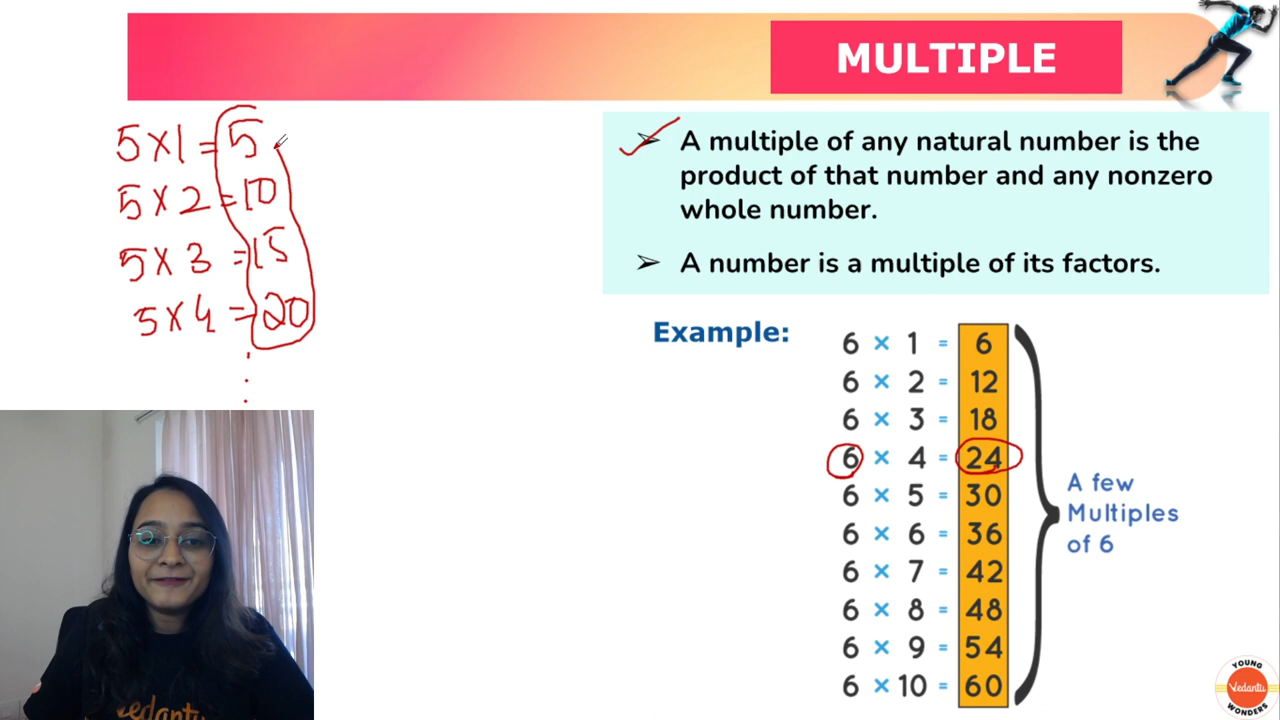 MULTIPLE
5×1=5
5×2=10
5×3=15
5×4=20
➢ A multiple of any natural number is the
product of that number and any nonzero
whole number.
➢ A number is a multiple of its factors.
Example:
6 × 1 = 6
6 × 2 = 12
6 × 3 = 18
6 × 4 = 24
6 × 5 = 30
6 × 6 = 36
6 × 7 = 42
6 × 8 = 48
6 × 9 = 54
6 × 10 = 60
A few
Multiples
of 6
Vedantu
YOUNG
Vedantu
WONDERS